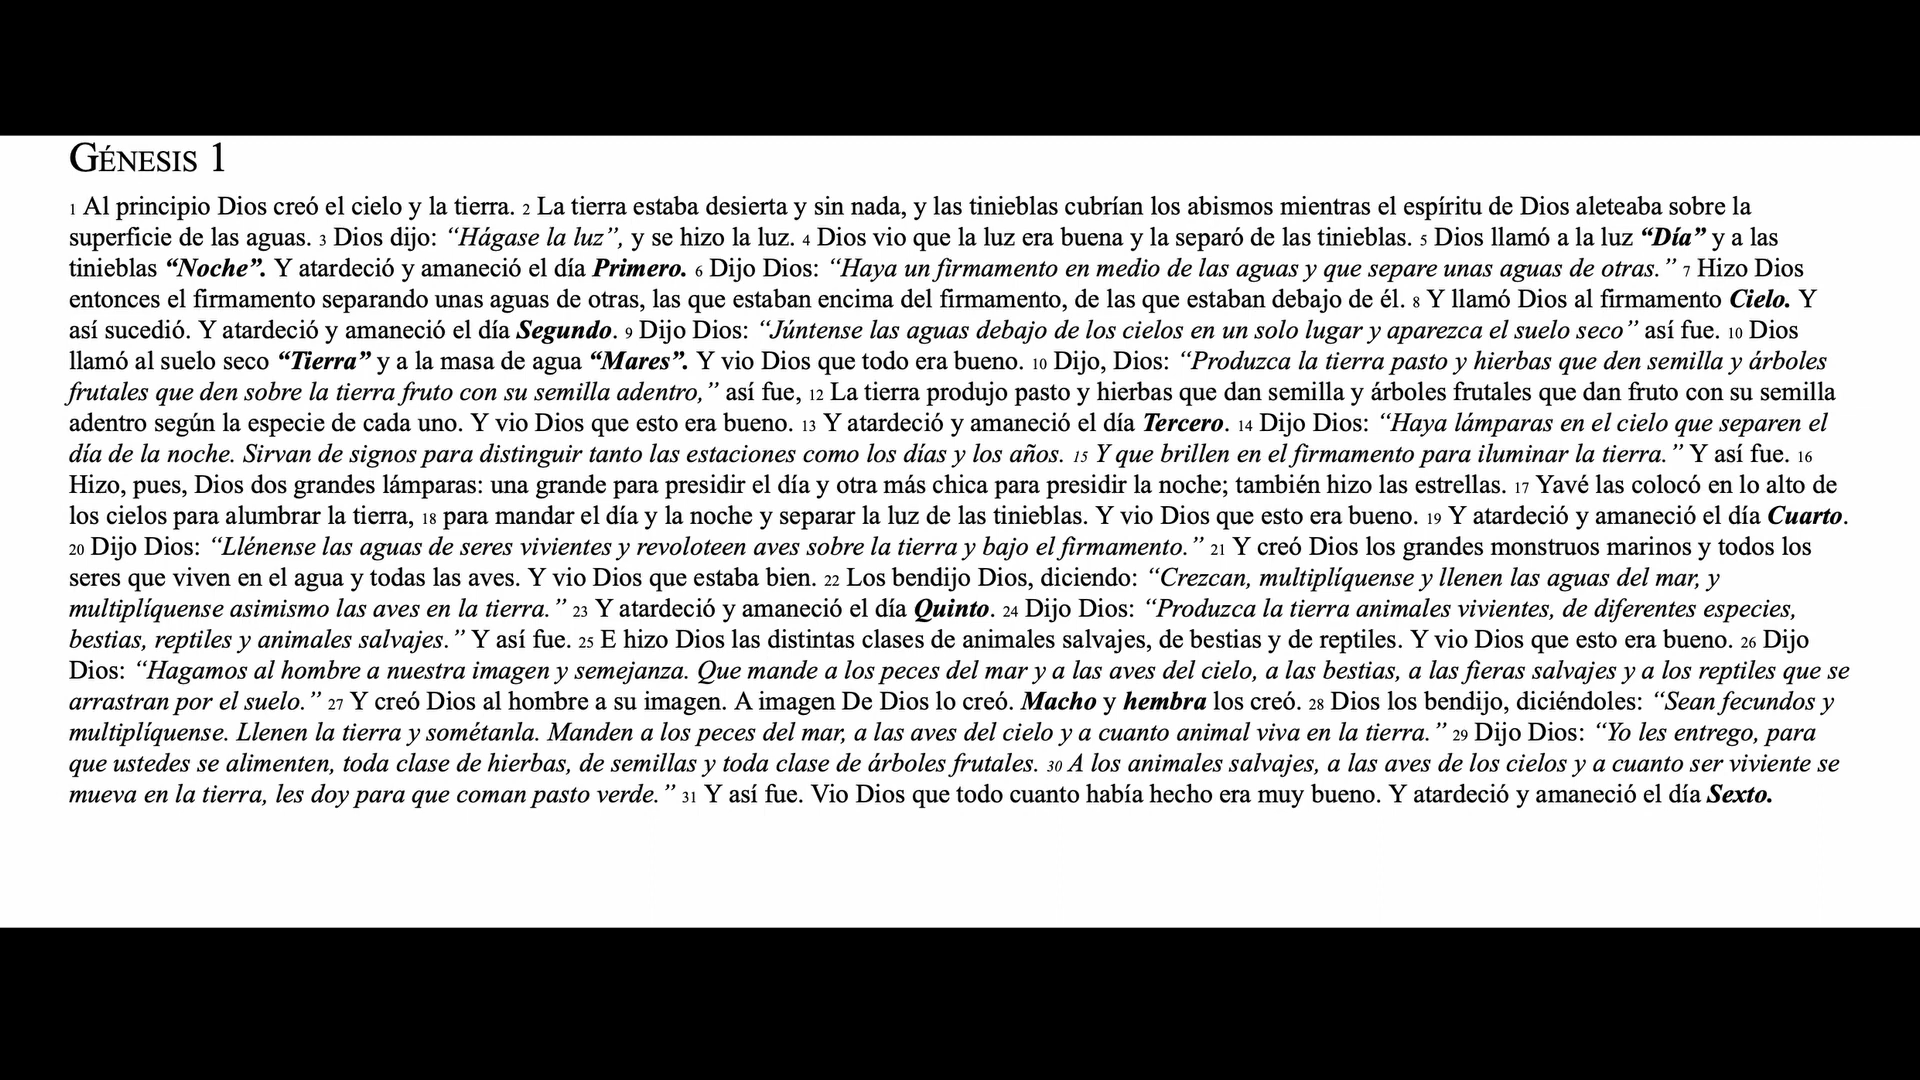 GÉNESIS 1
1 Al principio Dios creó el cielo y la tierra. 2 La tierra estaba desierta y sin nada, y las tinieblas cubrían los abismos mientras el espíritu de Dios aleteaba sobre la
superficie de las aguas. 3 Dios dijo: “Hágase la luz”, y se hizo la luz. 4 Dios vio que la luz era buena y la separó de las tinieblas. 5 Dios llamó a la luz “Día” y a las
tinieblas “Noche”. Y atardeció y amaneció el día Primero. 6 Dijo Dios: “Haya un firmamento en medio de las aguas y que separe unas aguas de otras.” 7 Hizo Dios
entonces el firmamento separando unas aguas de otras, las que estaban encima del firmamento, de las que estaban debajo de él. 8 Y llamó Dios al firmamento Cielo. Y
así sucedió. Y atardeció y amaneció el día Segundo. 9 Dijo Dios: “Júntense las aguas debajo de los cielos en un solo lugar y aparezca el suelo seco” así fue. 10 Dios
llamó al suelo seco “Tierra” y a la masa de agua “Mares”. Y vio Dios que todo era bueno. 10 Dijo, Dios: “Produzca la tierra pasto y hierbas que den semilla y árboles
frutales que den sobre la tierra fruto con su semilla adentro,” así fue, 12 La tierra produjo pasto y hierbas que dan semilla y árboles frutales que dan fruto con su semilla
adentro según la especie de cada uno. Y vio Dios que esto era bueno. 13 Y atardeció y amaneció el día Tercero. 14 Dijo Dios: “Haya lámparas en el cielo que separen el
día de la noche. Sirvan de signos para distinguir tanto las estaciones como los días y los años. 15 Y que brillen en el firmamento para iluminar la tierra.” Y así fue. 16
Hizo, pues, Dios dos grandes lámparas: una grande para presidir el día y otra más chica para presidir la noche; también hizo las estrellas. 17 Yavé las colocó en lo alto de
los cielos para alumbrar la tierra, 18 para mandar el día y la noche y separar la luz de las tinieblas. Y vio Dios que esto era bueno. 19 Y atardeció y amaneció el día Cuarto.
20 Dijo Dios: “Llénense las aguas de seres vivientes y revoloteen aves sobre la tierra y bajo el firmamento.” 21 Y creó Dios los grandes monstruos marinos y todos los
seres que viven en el agua y todas las aves. Y vio Dios que estaba bien. 22 Los bendijo Dios, diciendo: “Crezcan, multiplíquense y llenen las aguas del mar, y
multiplíquense asimismo las aves en la tierra.” 23 Y atardeció y amaneció el día Quinto. 24 Dijo Dios: “Produzca la tierra animales vivientes, de diferentes especies,
bestias, reptiles y animales salvajes.” Y así fue. 25 E hizo Dios las distintas clases de animales salvajes, de bestias y de reptiles. Y vio Dios que esto era bueno. 26 Dijo
Dios: “Hagamos al hombre a nuestra imagen y semejanza. Que mande a los peces del mar y a las aves del cielo, a las bestias, a las fieras salvajes y a los reptiles que se
arrastran por el suelo.” 27 Y creó Dios al hombre a su imagen. A imagen De Dios lo creó. Macho y hembra los creó. 28 Dios los bendijo, diciéndoles: “Sean fecundos y
multiplíquense. Llenen la tierra y sométanla. Manden a los peces del mar, a las aves del cielo y a cuanto animal viva en la tierra.” 29 Dijo Dios: “Yo les entrego, para
que ustedes se alimenten, toda clase de hierbas, de semillas y toda clase de árboles frutales. 30 A los animales salvajes, a las aves de los cielos y a cuanto ser viviente se
mueva en la tierra, les doy para que coman pasto verde.” 31 Y así fue. Vio Dios que todo cuanto había hecho era muy bueno. Y atardeció y amaneció el día Sexto.